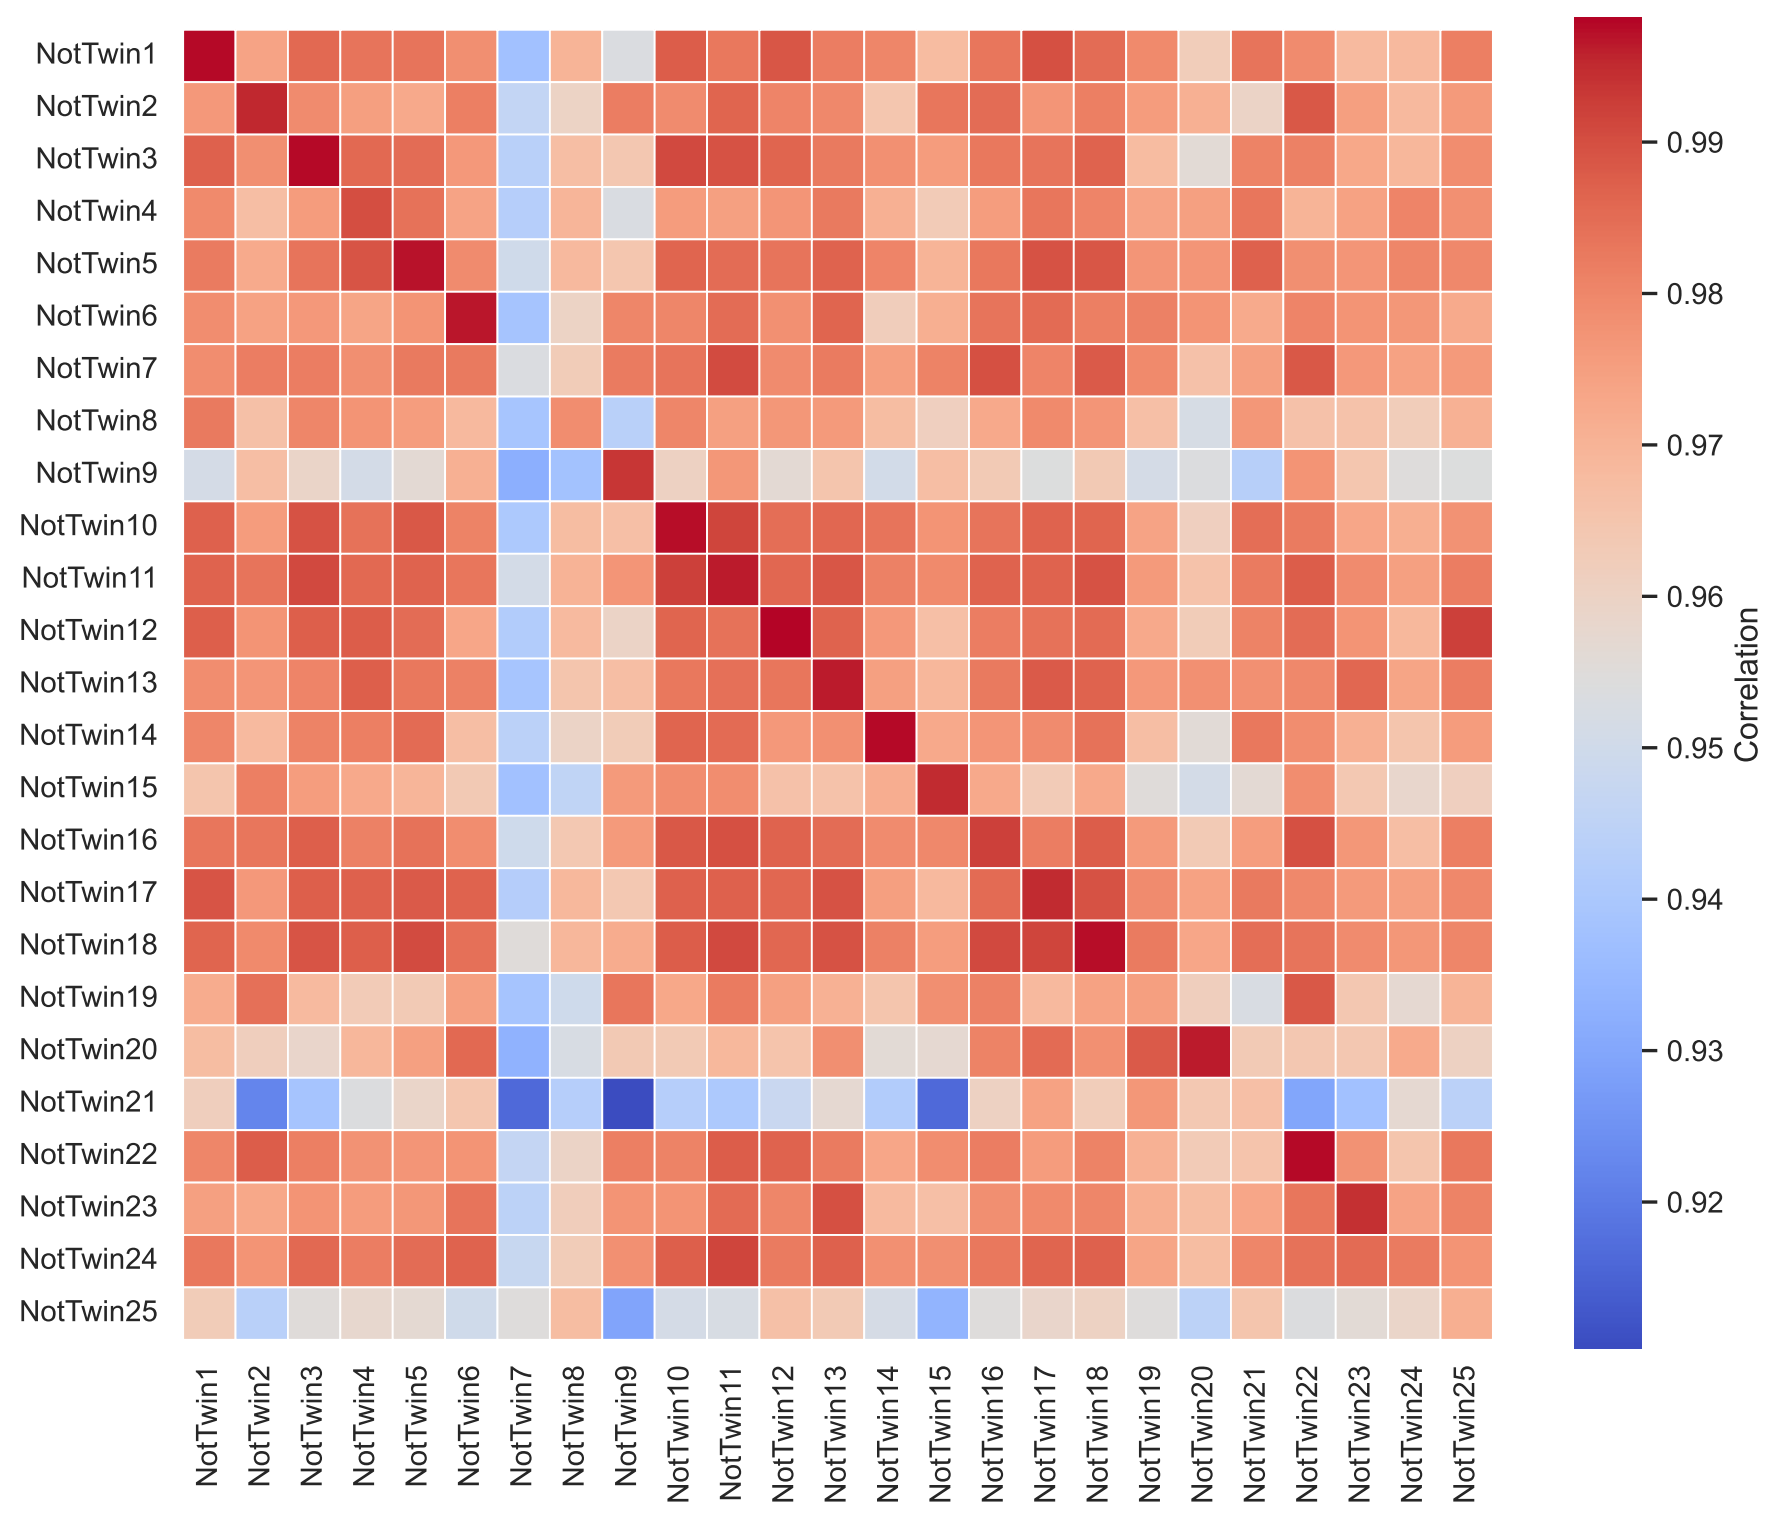 NotTwin1
NotTwin2
NotTwin3
NotTwin4
NotTwin5
NotTwin6
NotTwin7
NotTwin8
NotTwin9
NotTwin10
NotTwin11
NotTwin12
NotTwin13
NotTwin14
NotTwin15
NotTwin16
NotTwin17
NotTwin18
NotTwin19
NotTwin20
NotTwin21
NotTwin22
NotTwin23
NotTwin24
NotTwin25
NotTwin1
NotTwin2
NotTwin3
NotTwin4
NotTwin5
NotTwin6
NotTwin7
NotTwin8
NotTwin9
NotTwin10
NotTwin11
NotTwin12
NotTwin13
NotTwin14
NotTwin15
NotTwin16
NotTwin17
NotTwin18
NotTwin19
NotTwin20
NotTwin21
NotTwin22
NotTwin23
NotTwin24
NotTwin25
0.99
0.98
0.97
0.96
0.95
0.94
0.93
0.92
Correlation